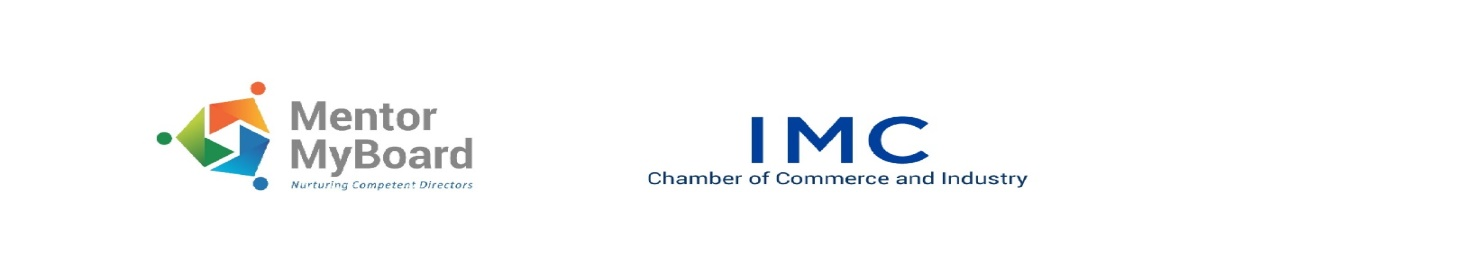 Mentor
MyBoard
Nurturing Competent Directors
IMC
Chamber of Commerce and Industry